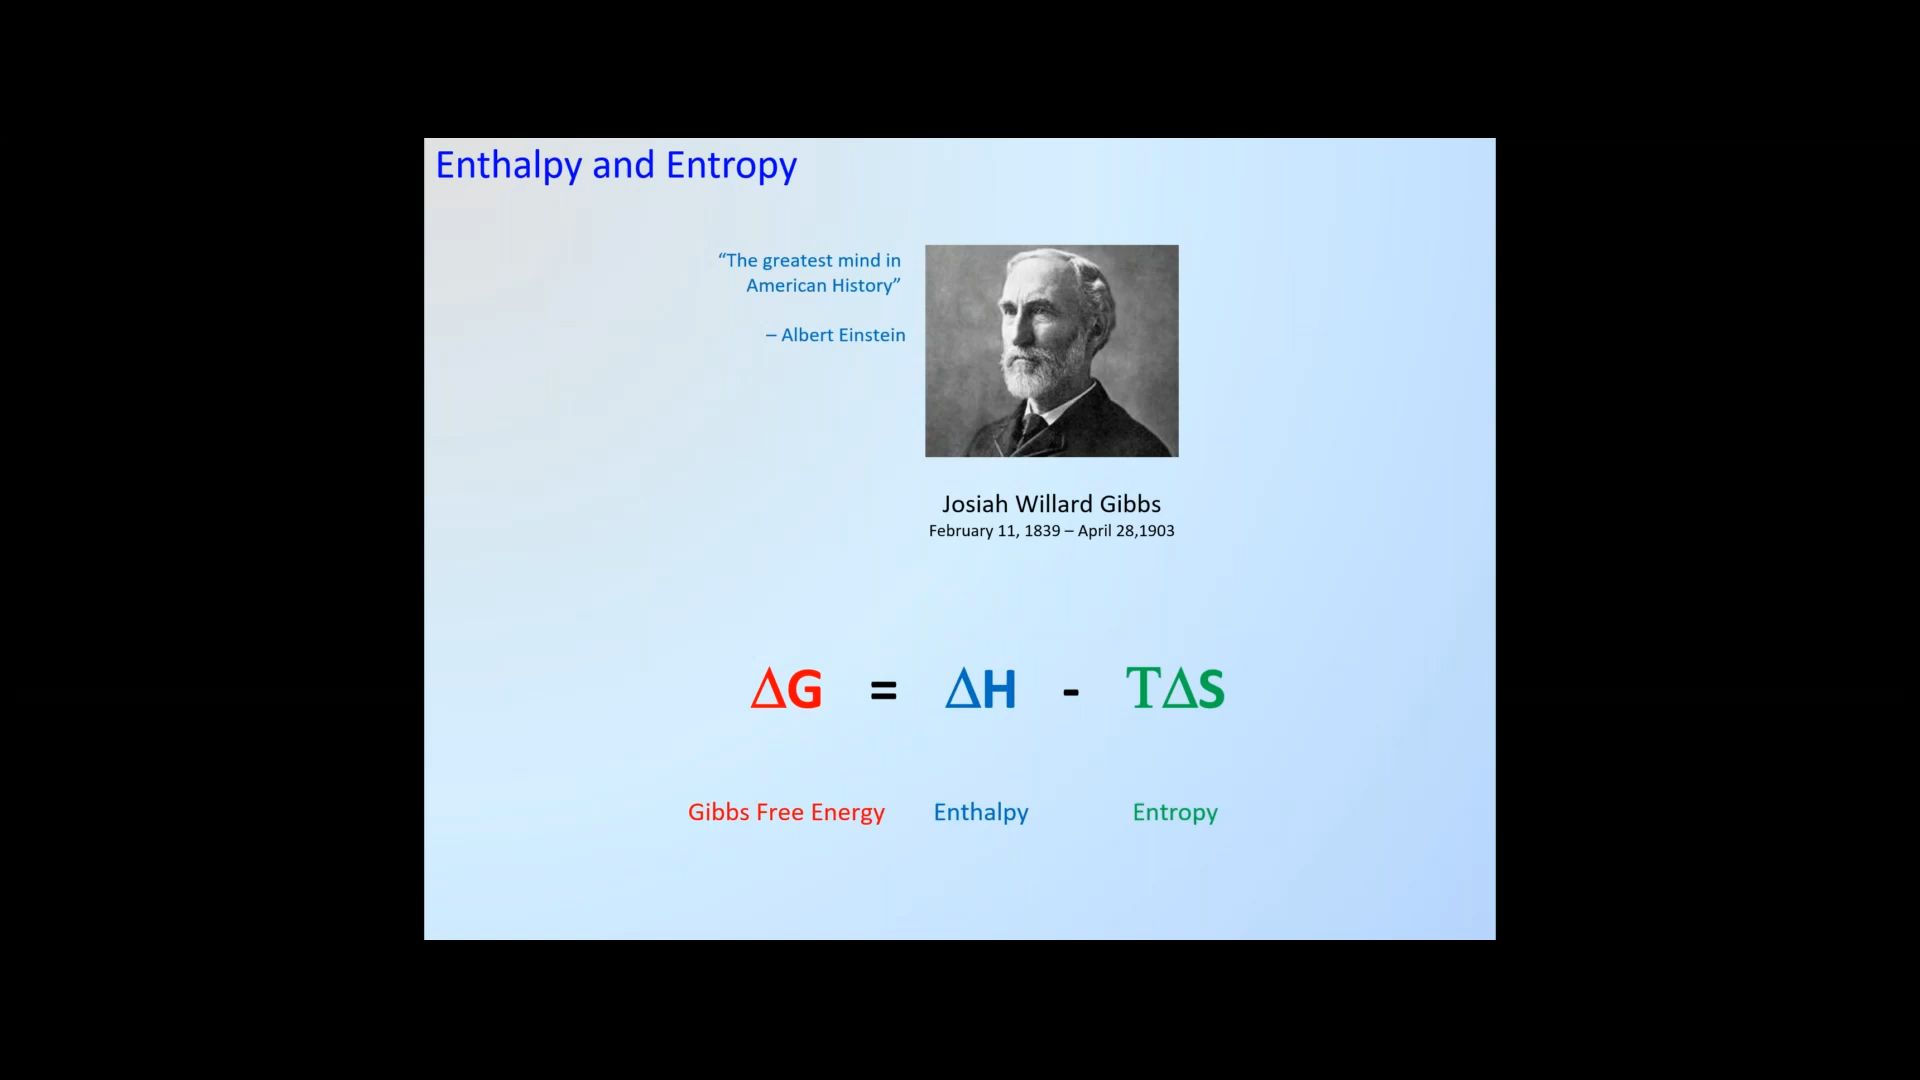 Enthalpy and Entropy
“The greatest mind in
American History”
– Albert Einstein
Josiah Willard Gibbs
February 11, 1839 – April 28,1903
ΔG = ΔH - TΔS
Gibbs Free Energy Enthalpy Entropy